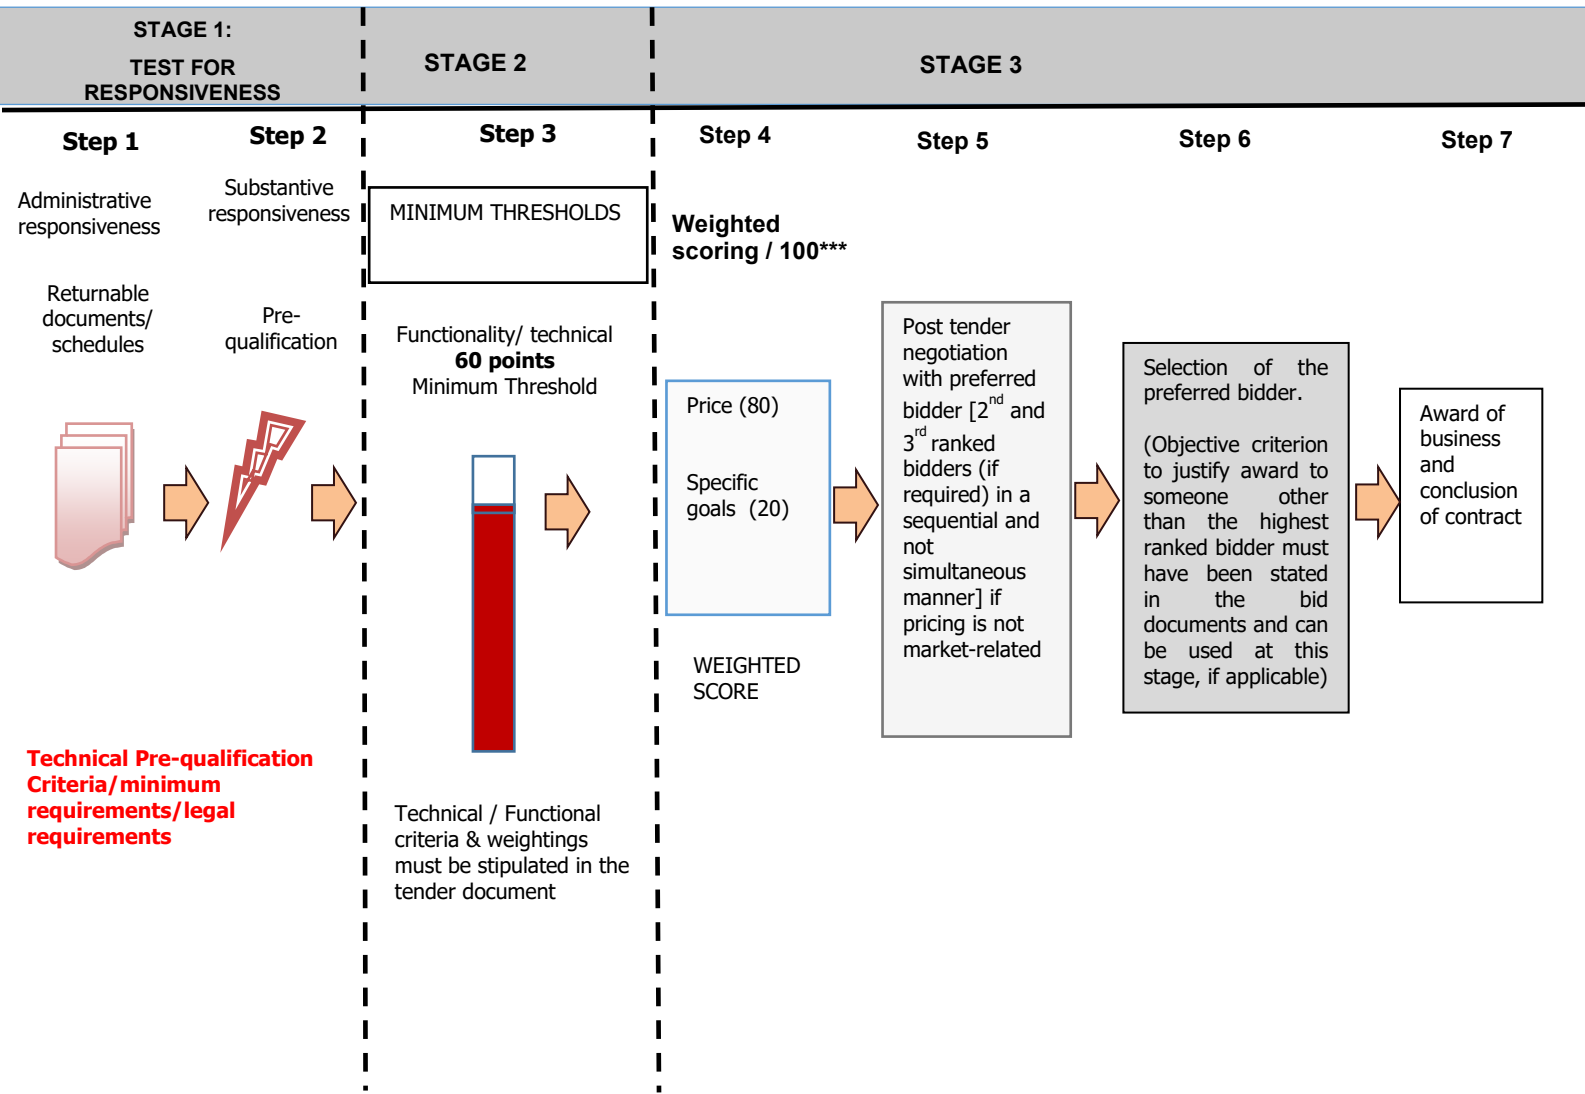 STAGE 1:
TEST FOR
RESPONSIVENESS
STAGE 2
STAGE 3
Step 1
Step 2
Step 3
Step 4
Step 5
Step 6
Step 7
Administrative
responsiveness
Returnable
documents/
schedules
Substantive
responsiveness
Pre-
qualification
Technical Pre-qualification
Criteria/minimum
requirements/legal
requirements
MINIMUM THRESHOLDS
Functionality/ technical
60 points
Minimum Threshold
Technical / Functional
criteria & weightings
must be stipulated in the
tender document
Weighted
scoring / 100***
Price (80)
Specific
goals (20)
WEIGHTED
SCORE
Post tender
negotiation
with preferred
bidder [2nd and
3rd ranked
bidders (if
required) in a
sequential and
not
simultaneous
manner] if
pricing is not
market-related
Selection of the
preferred bidder.
(Objective criterion
to justify award to
someone other
than the highest
ranked bidder must
have been stated
in the bid
documents and can
be used at this
stage, if applicable)
Award of
business
and
conclusion
of contract